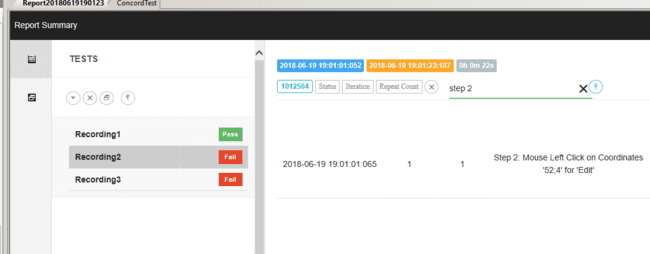 Report20180619190123 ConcordTest
Report Summary
TESTS
2018-06-19 19:01:01:052 2018-06-19 19:01:23:187 0h 0m 22s
1012564 Status Iteration Repeat Count step 2
Recording1 Pass
Recording2 Fail
Recording3 Fail
2018-06-19 19:01:01:065 1 1 Step 2: Mouse Left Click on Coordinates
'52;4' for 'Edit'